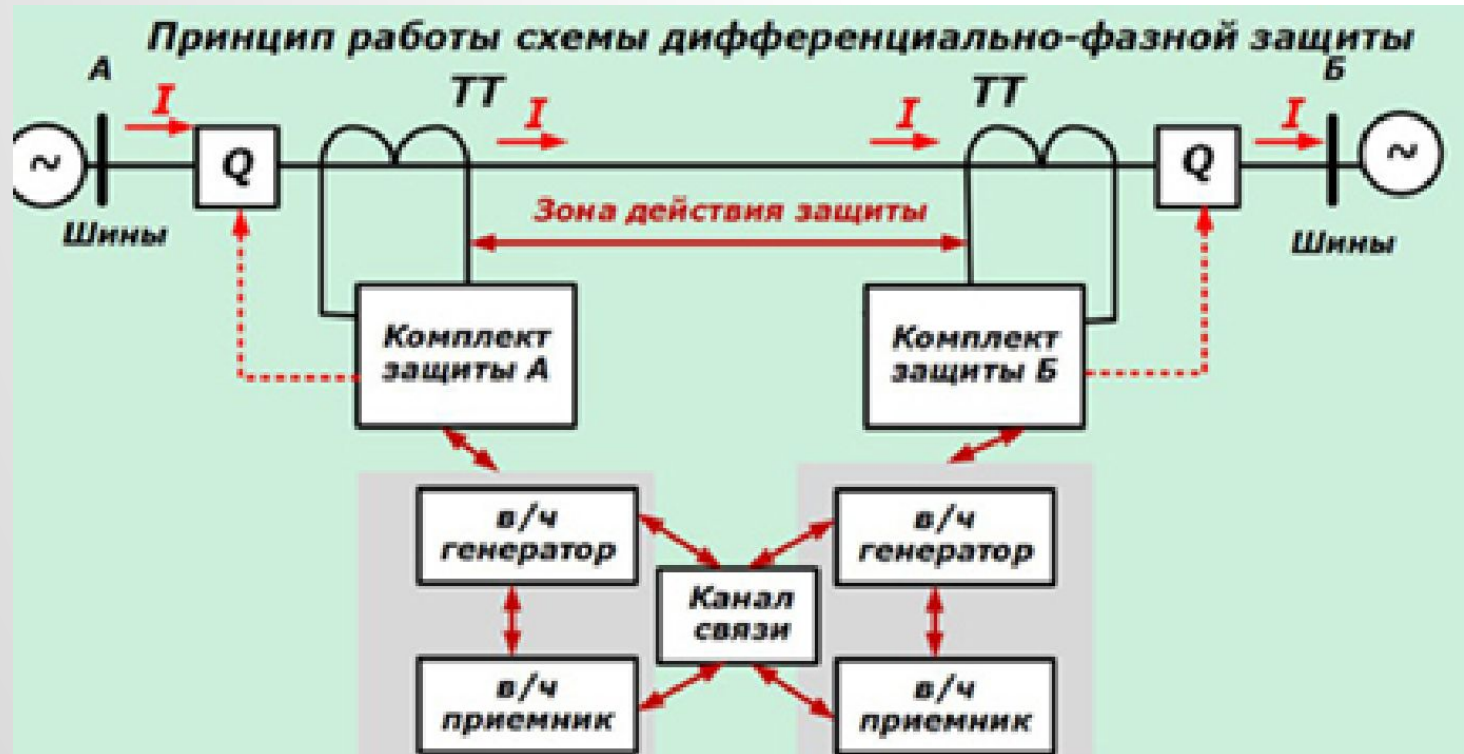 Принцип работы схемы дифференциально-фазной защиты
А
Б
I
ТТ
I
I
ТТ
I
~
Q
Q
~
Шины
Зона действия защиты
Шины
Комплект
защиты А
Комплект
защиты Б
в/ч
генератор
в/ч
генератор
Канал
связи
в/ч
приемник
в/ч
приемник